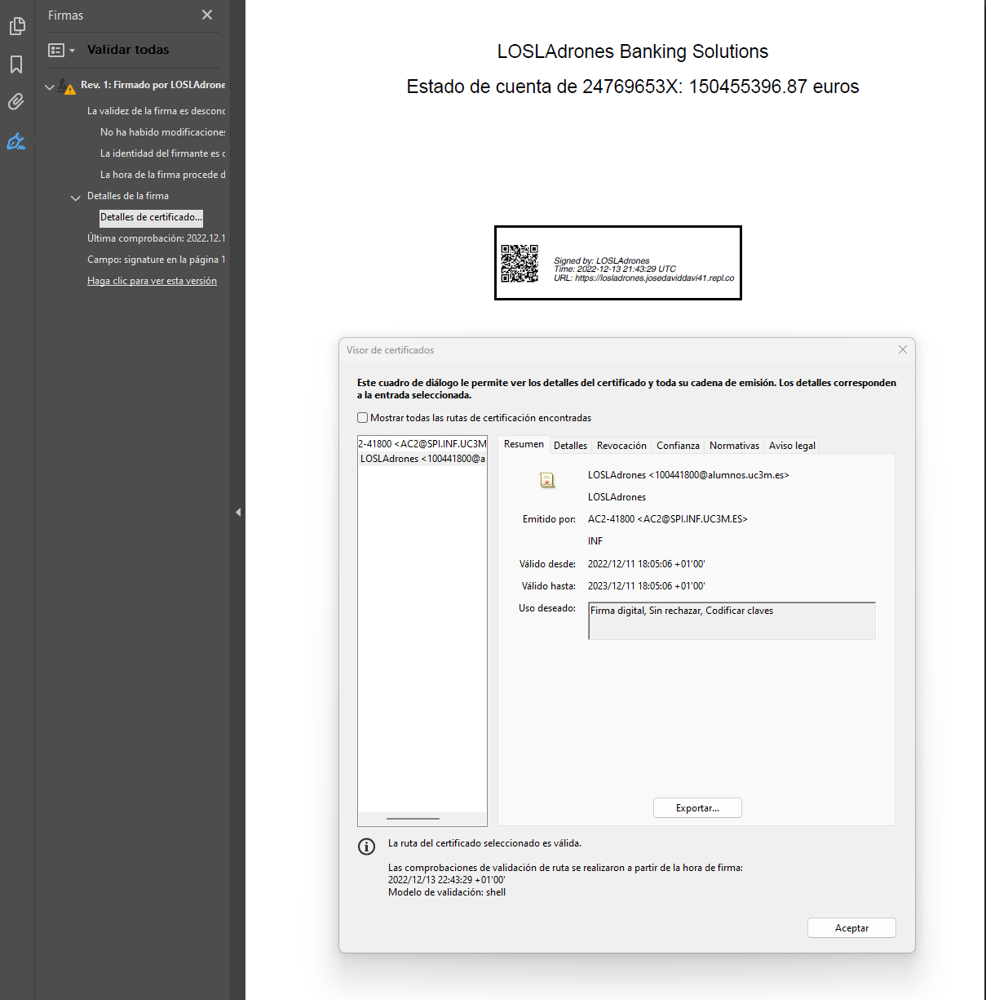 Firmas
Validar todas
Rev. 1: Firmado por LOSLAdrone
La validez de la firma es descono
No ha habido modificaciones
La identidad del firmante es d
La hora de la firma procede d
Detalles de la firma
Detalles de certificado...
Última comprobación: 2022.12.1
Campo: signature en la página 1
Haga clic para ver esta versión
LOSLAdrones Banking Solutions
Estado de cuenta de 24769653X: 150455396.87 euros
Signed by: LOSLAdrones
Time: 2022-12-13 21:43:29 UTC
URL: https://losladrones.josedaviddavi41.repl.co
Visor de certificados
Este cuadro de diálogo le permite ver los detalles del certificado y toda su cadena de emisión. Los detalles corresponden
a la entrada seleccionada.
Mostrar todas las rutas de certificación encontradas
2-41800 <AC2@SPI.INF.UC3M
LOSLAdrones <100441800@a
Resumen Detalles Revocación Confianza Normativas Aviso legal
LOSLAdrones <100441800@alumnos.uc3m.es>
LOSLAdrones
Emitido por: AC2-41800 <AC2@SPI.INF.UC3M.ES>
INF
Válido desde: 2022/12/11 18:05:06 +01'00'
Válido hasta: 2023/12/11 18:05:06 +01'00'
Uso deseado: Firma digital, Sin rechazar, Codificar claves
Exportar...
La ruta del certificado seleccionado es válida.
Las comprobaciones de validación de ruta se realizaron a partir de la hora de firma:
2022/12/13 22:43:29 +01'00'
Modelo de validación: shell
Aceptar